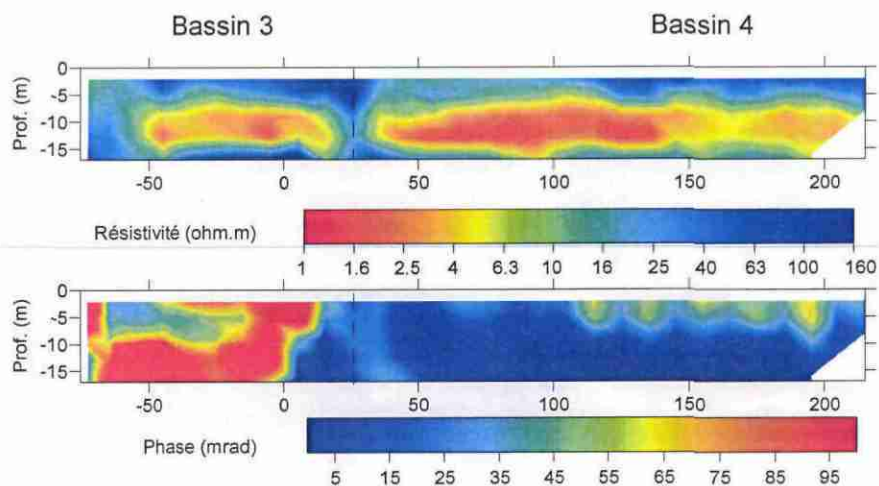 Bassin 3 Bassin 4
Prof. (m)
0
-5
-10
-15
-50 0 50 100 150 200
Résistivité (ohm.m)
1 1.6 2.5 4 6.3 10 16 25 40 63 100 160
Prof. (m)
0
-5
-10
-15
-50 0 50 100 150 200
Phase (mrad)
5 15 25 35 45 55 65 75 85 95